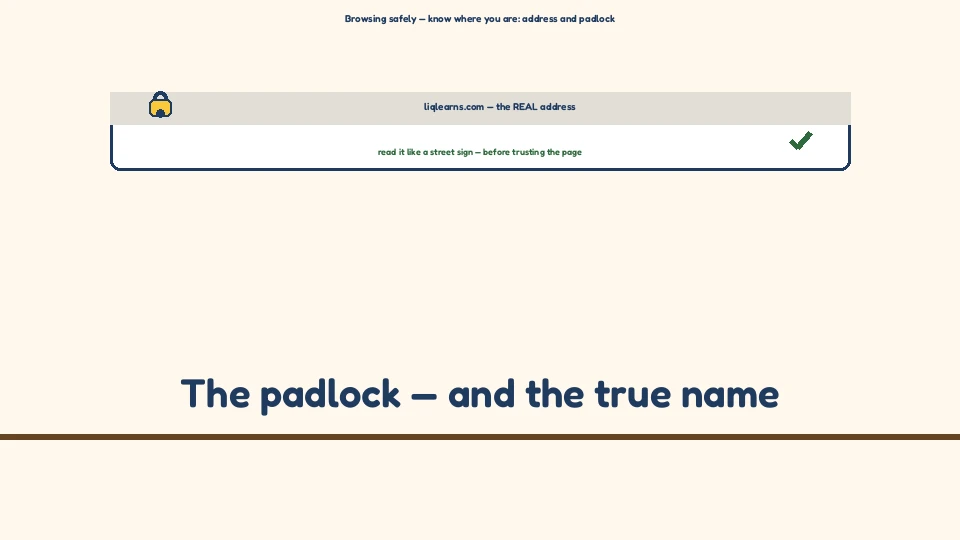 Browsing safely — know where you are: address and padlock
liqlearns.com — the REAL address
read it like a street sign — before trusting the page
The padlock — and the true name